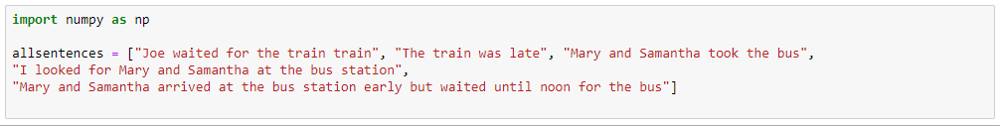 import numpy as np
allsentences = ["Joe waited for the train train", "The train was late", "Mary and Samantha took the bus",
"I looked for Mary and Samantha at the bus station",
"Mary and Samantha arrived at the bus station early but waited until noon for the bus"]